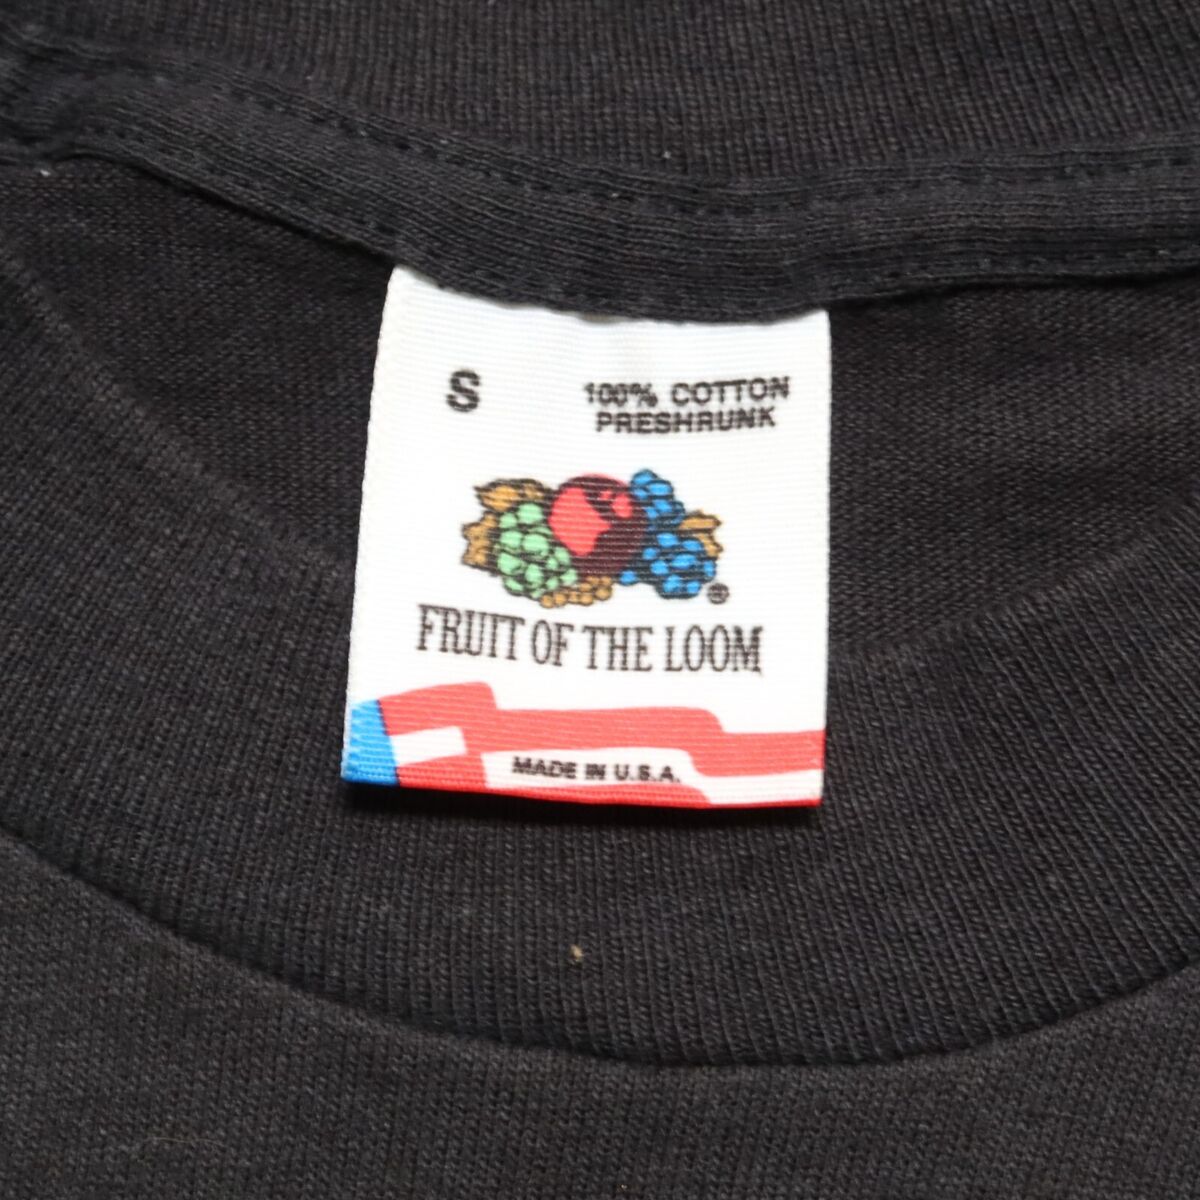 S
100% COTTON
PRESHRUNK
®
FRUIT OF THE LOOM
MADE IN U.S.A.